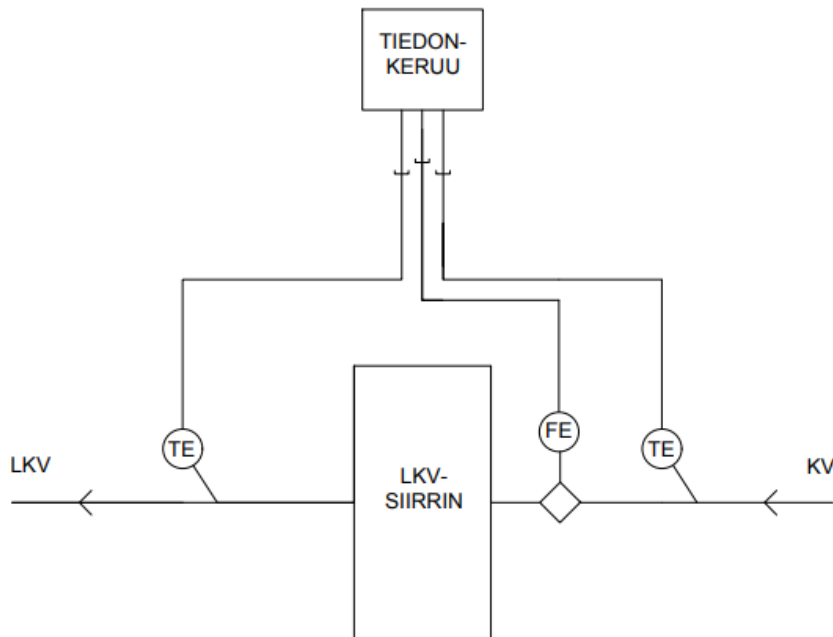 TIEDON-
KERUU
TE
FE
TE
LKV
LKV-
SIIRRIN
KV